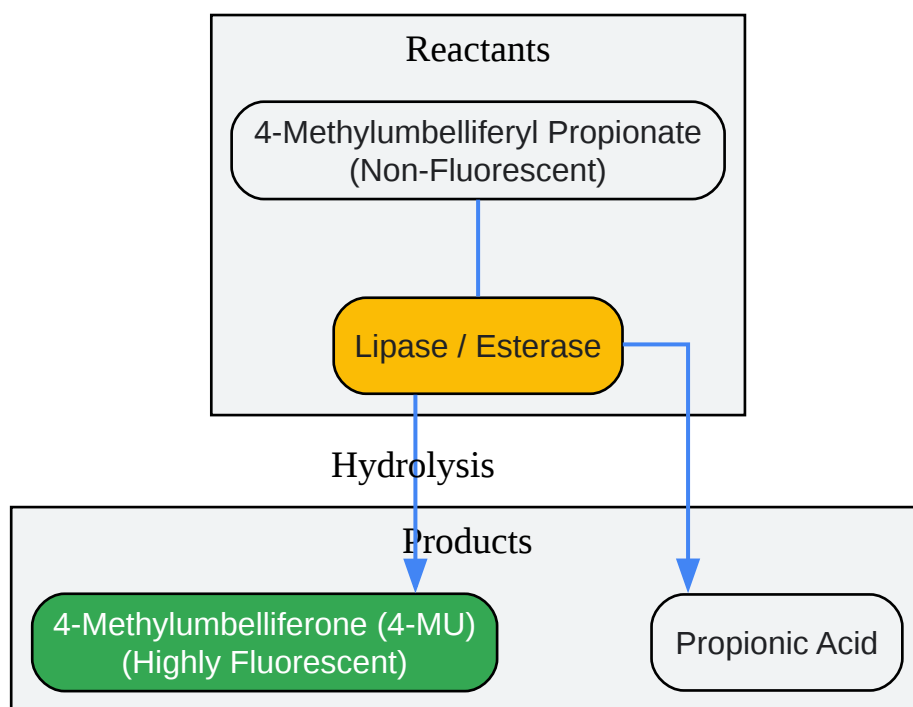 Reactants
4-Methylumbelliferyl Propionate
(Non-Fluorescent)
Lipase / Esterase
Hydrolysis
Products
4-Methylumbelliferone (4-MU)
(Highly Fluorescent)
Propionic Acid